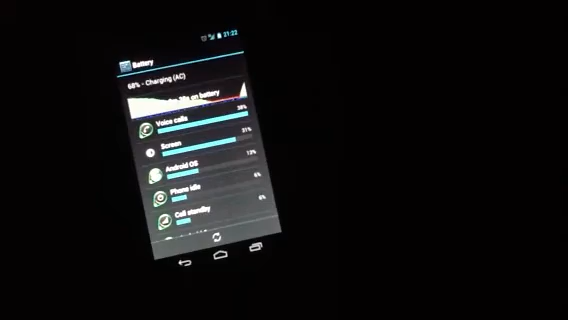 21:22
Battery
68% - Charging (AC)
on battery
Voice calls
38%
Screen
31%
Android OS
13%
Phone idle
6%
Cell standby
6%